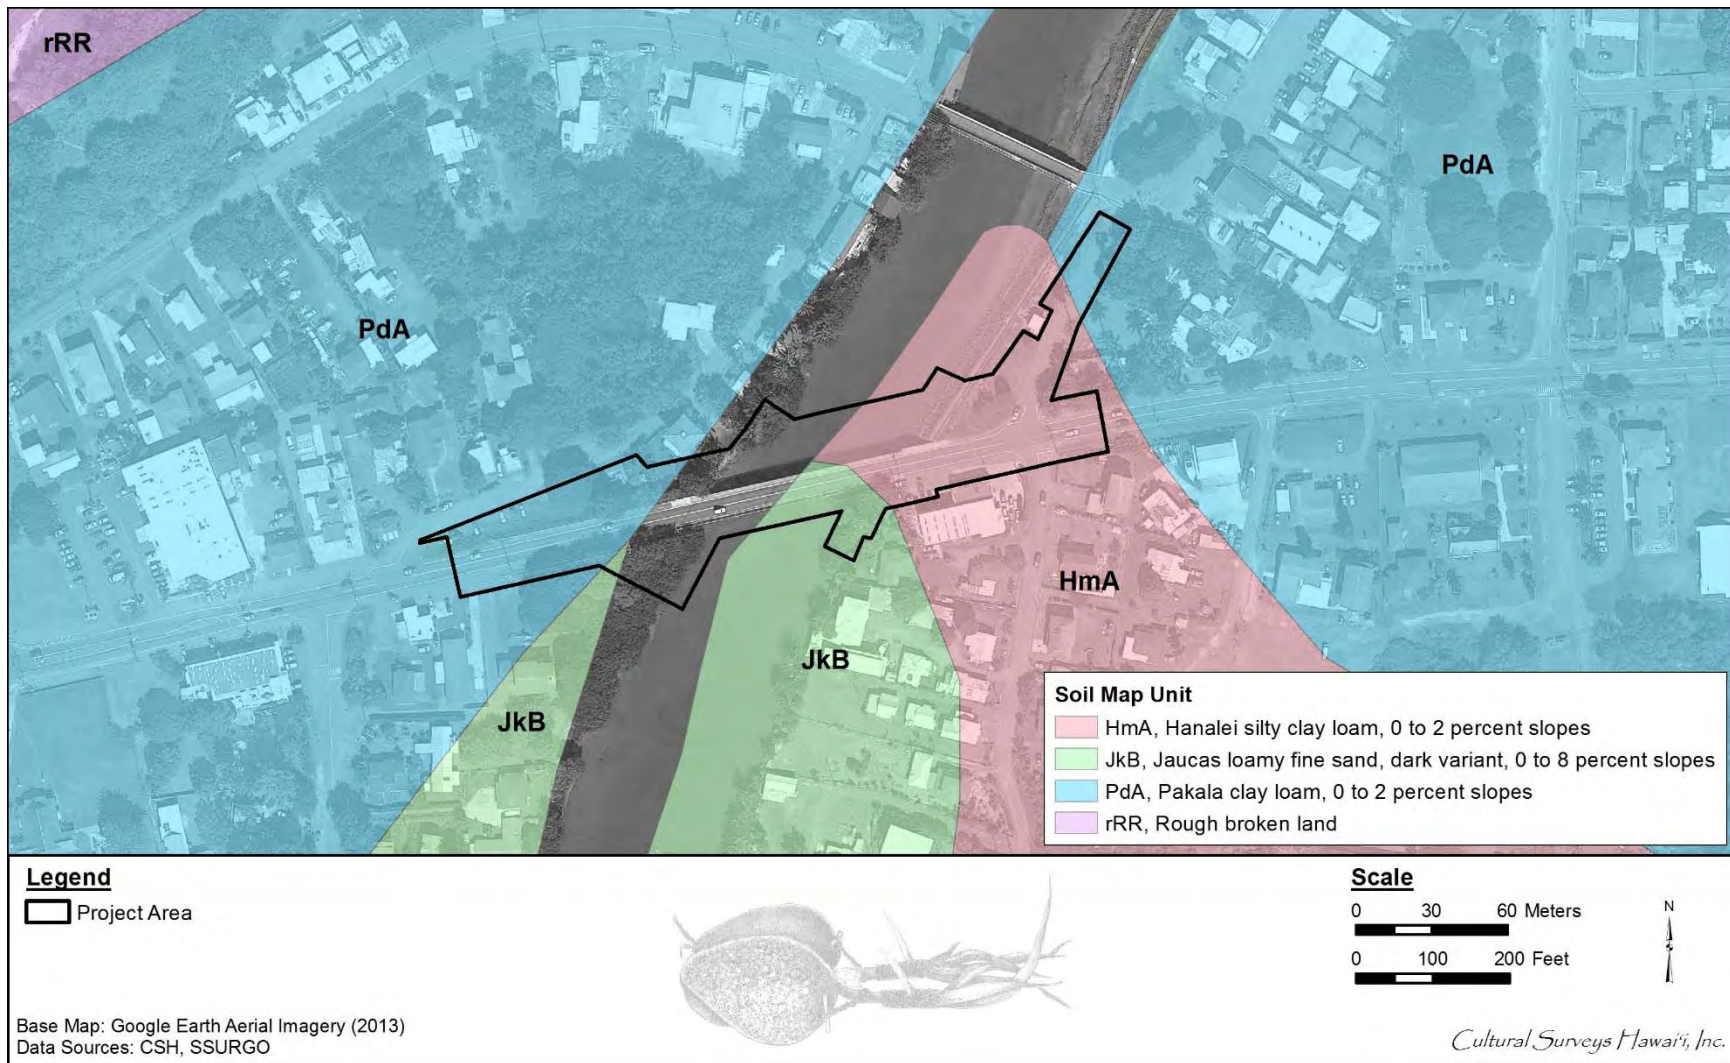 rRR
PdA
PdA
HmA
JkB
JkB
Soil Map Unit
HmA, Hanalei silty clay loam, 0 to 2 percent slopes
JkB, Jaucas loamy fine sand, dark variant, 0 to 8 percent slopes
PdA, Pakala clay loam, 0 to 2 percent slopes
rRR, Rough broken land
Legend
Project Area
Base Map: Google Earth Aerial Imagery (2013)
Data Sources: CSH, SSURGO
Scale
0 30 60 Meters
0 100 200 Feet
N
Cultural Surveys Hawai‘i, Inc.